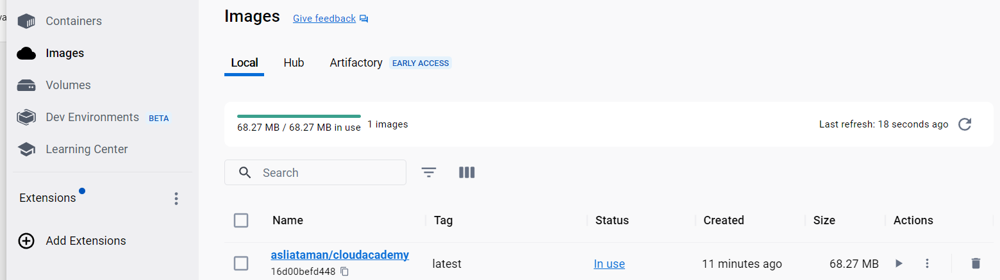 va
Containers
Images
Volumes
Dev Environments BETA
Learning Center
Extensions
Add Extensions
Images Give feedback
Local Hub Artifactory EARLY ACCESS
68.27 MB / 68.27 MB in use 1 images Last refresh: 18 seconds ago
Search
Name Tag Status Created Size Actions
asliataman/cloudacademy latest In use 11 minutes ago 68.27 MB
16d00befd448